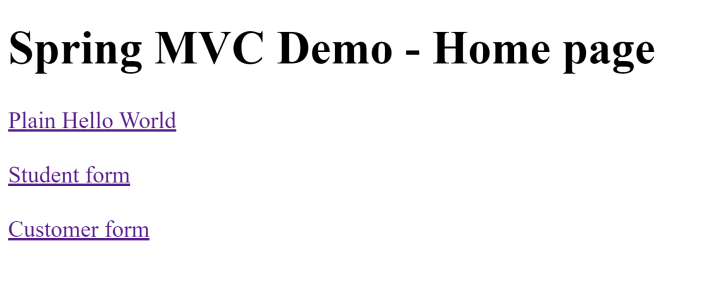 Spring MVC Demo - Home page
Plain Hello World
Student form
Customer form